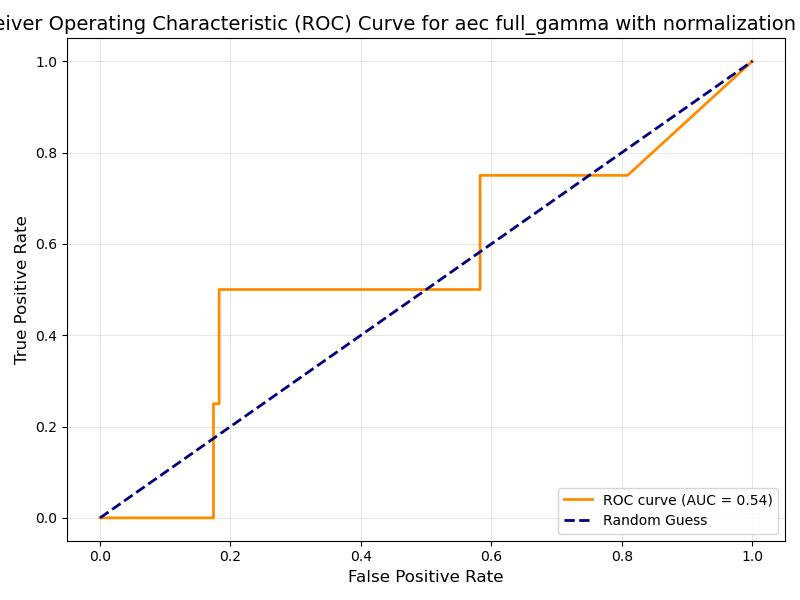 eiver Operating Characteristic (ROC) Curve for aec full_gamma with normalization
1.0
0.8
0.6
0.4
0.2
0.0
True Positive Rate
0.0 0.2 0.4 0.6 0.8 1.0
False Positive Rate
ROC curve (AUC = 0.54)
Random Guess